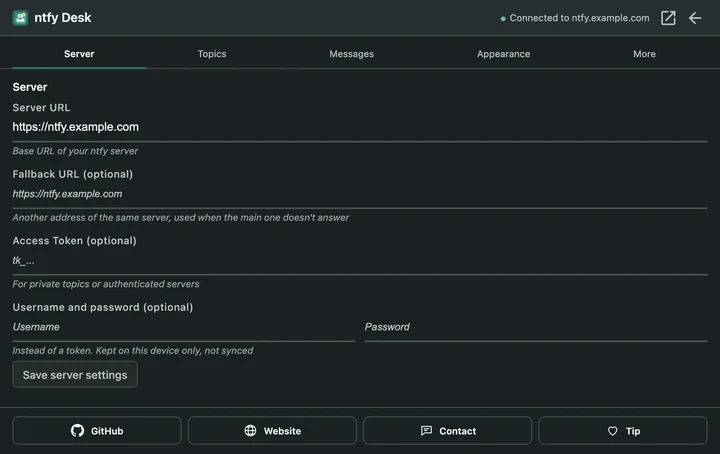 ntfy Desk
Connected to ntfy.example.com
Server
Topics
Messages
Appearance
More
Server
Server URL
https://ntfy.example.com
Base URL of your ntfy server
Fallback URL (optional)
https://ntfy.example.com
Another address of the same server, used when the main one doesn't answer
Access Token (optional)
tk_...
For private topics or authenticated servers
Username and password (optional)
Username
Password
Instead of a token. Kept on this device only, not synced
Save server settings
GitHub
Website
Contact
Tip